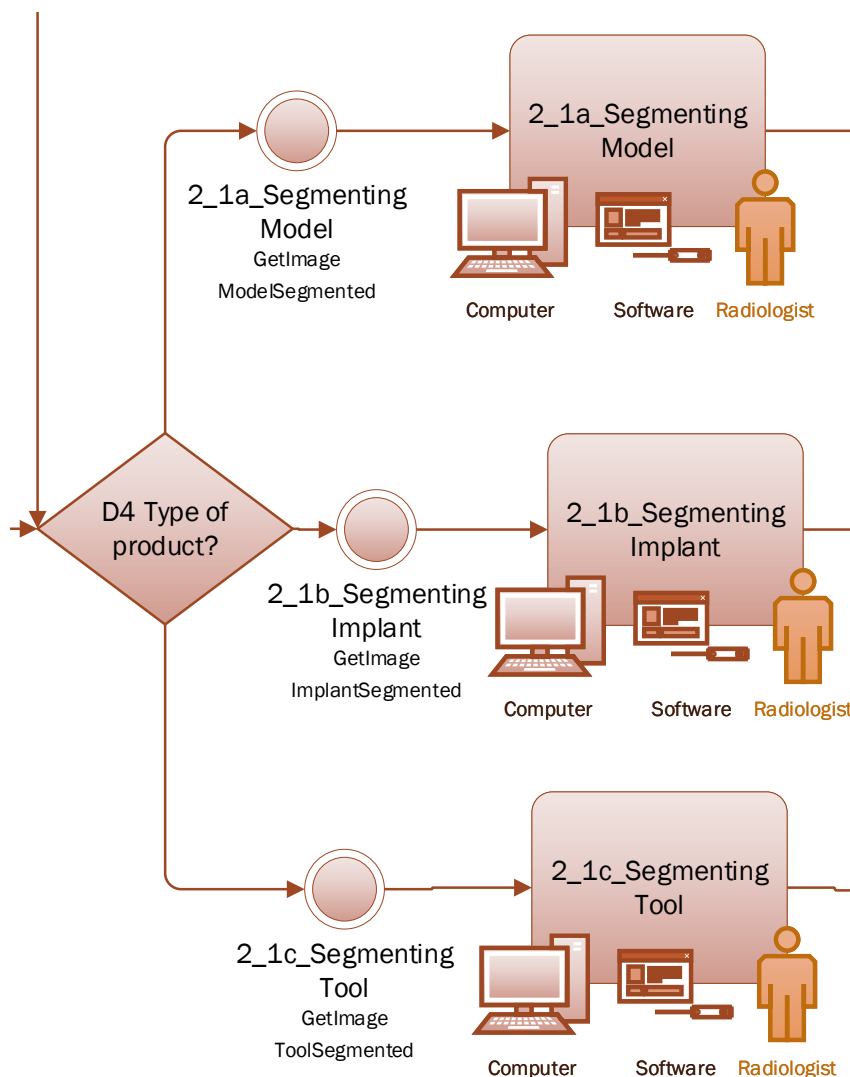 2_1a_Segmenting
Model
2_1a_Segmenting
Model
GetImage
ModelSegmented
Computer
Software
Radiologist
D4 Type of
product?
2_1b_Segmenting
Implant
2_1b_Segmenting
Implant
GetImage
ImplantSegmented
Computer
Software
Radiologist
2_1c_Segmenting
Tool
2_1c_Segmenting
Tool
GetImage
ToolSegmented
Computer
Software
Radiologist